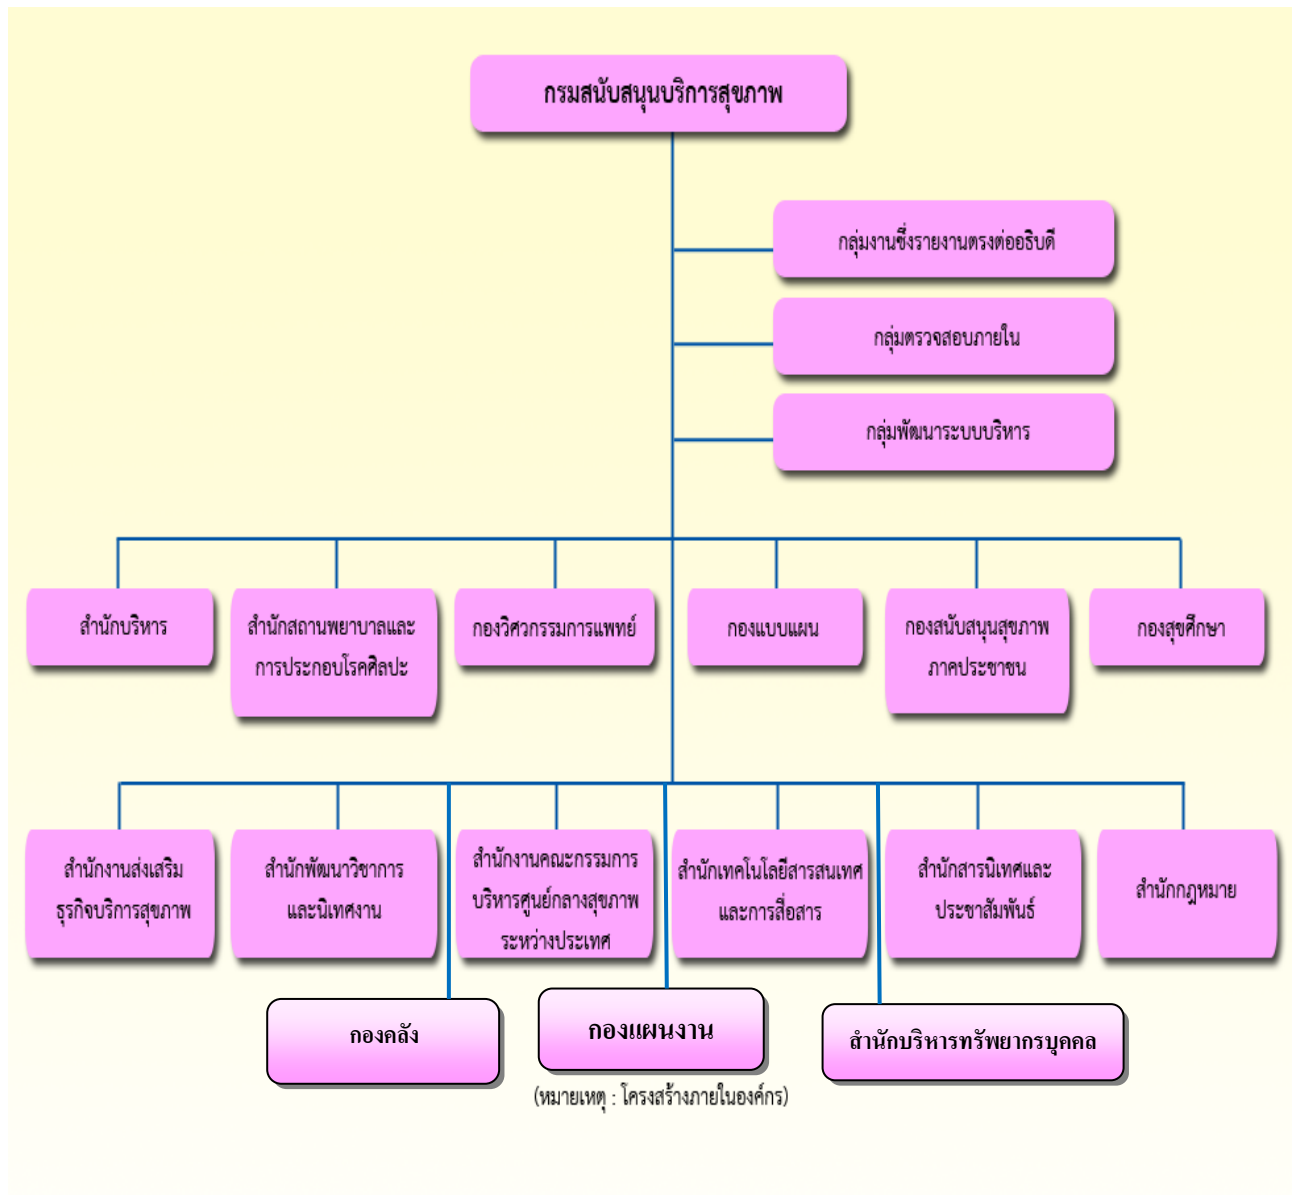 กรมสนับสนุนบริการสุขภาพ
กลุ่มงานซึ่งรายงานตรงต่ออธิบดี
กลุ่มตรวจสอบภายใน
กลุ่มพัฒนาระบบบริหาร
สำนักบริหาร
สำนักสถานพยาบาลและ
การประกอบโรคศิลปะ
กองวิศวกรรมการแพทย์
กองแบบแผน
กองสนับสนุนสุขภาพ
ภาคประชาชน
กองสุขศึกษา
สำนักงานส่งเสริม
ธุรกิจบริการสุขภาพ
สำนักพัฒนาวิชาการ
และนิเทศงาน
สำนักงานคณะกรรมการ
บริหารศูนย์กลางสุขภาพ
ระหว่างประเทศ
สำนักเทคโนโลยีสารสนเทศ
และการสื่อสาร
สำนักสารนิเทศและ
ประชาสัมพันธ์
สำนักกฎหมาย
กองคลัง
กองแผนงาน
สำนักบริหารทรัพยากรบุคคล
(หมายเหตุ : โครงสร้างภายในองค์กร)